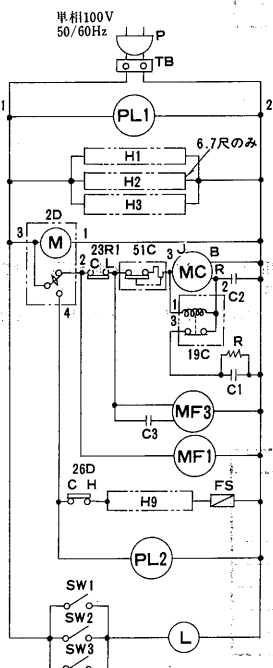 単相100V
50/60Hz
P
TB
1
2
PL1
6.7尺のみ
H1
H2
H3
2D
3
M
1
2
23R1
C L
51C
3
J
MC
B
R
2
C2
1
3
19C
4
R
C1
MF3
C3
MF1
26D
C H
H9
FS
PL2
SW1
SW2
SW3
L